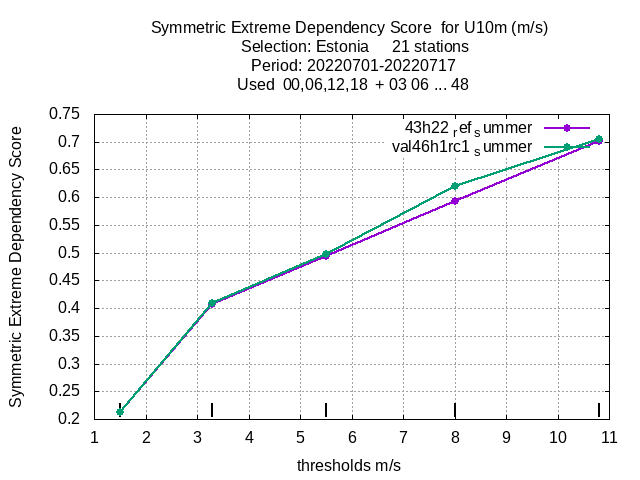 Symmetric Extreme Dependency Score  for U10m (m/s)
Selection: Estonia     21 stations
Period: 20220701-20220717
Used  00,06,12,18  + 03 06 ... 48
43h22 ref summer
val46h1rc1 summer
Symmetric Extreme Dependency Score
0.75
0.7
0.65
0.6
0.55
0.5
0.45
0.4
0.35
0.3
0.25
0.2
1 2 3 4 5 6 7 8 9 10 11
thresholds m/s